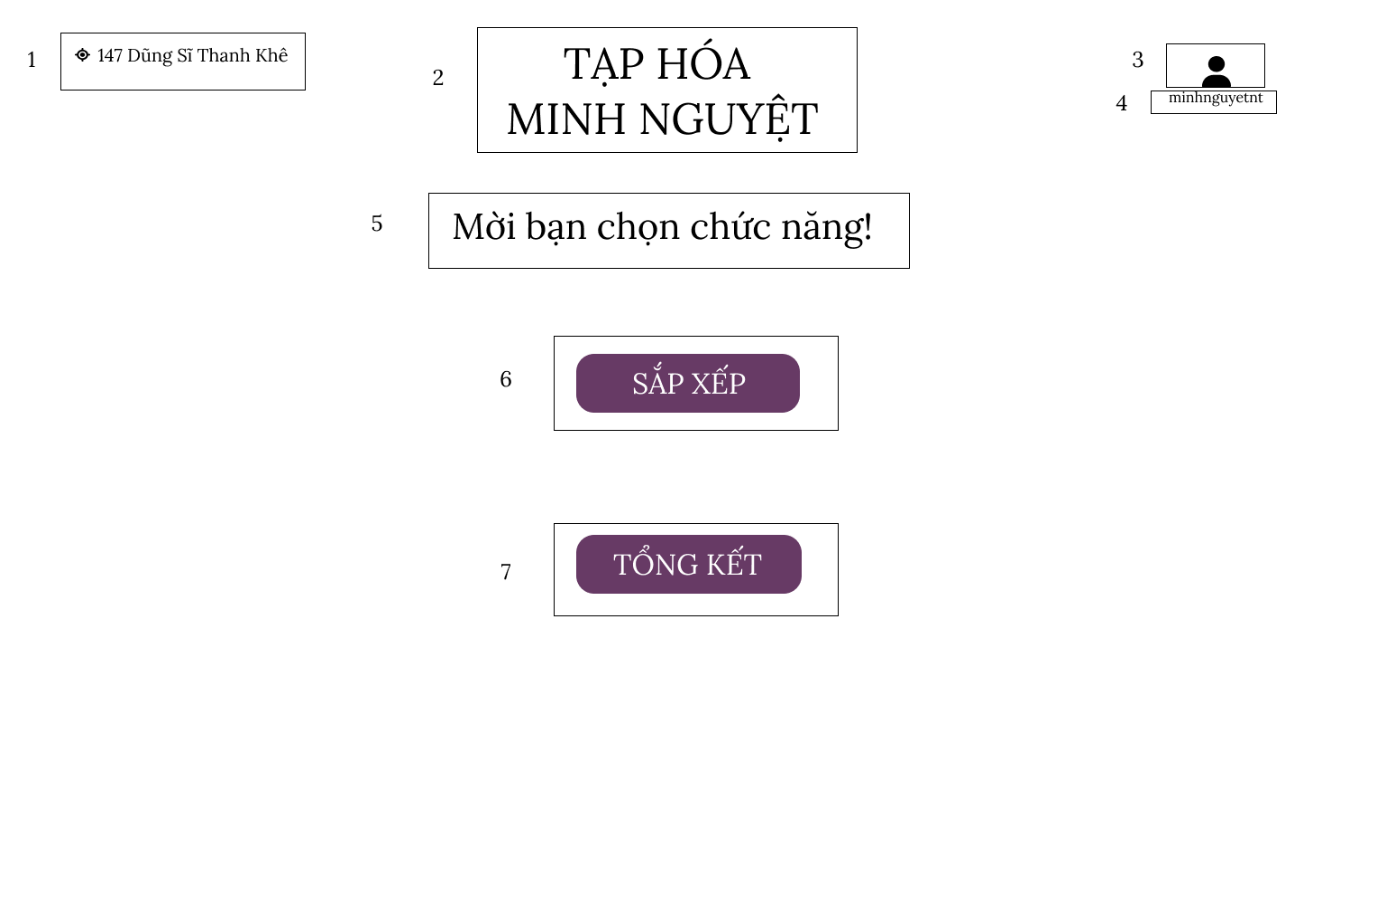 1
147 Dũng Sĩ Thanh Khê
2
TẠP HÓA
MINH NGUYỆT
3
4
minhnguyetnt
5
Mời bạn chọn chức năng!
6
SẮP XẾP
7
TỔNG KẾT